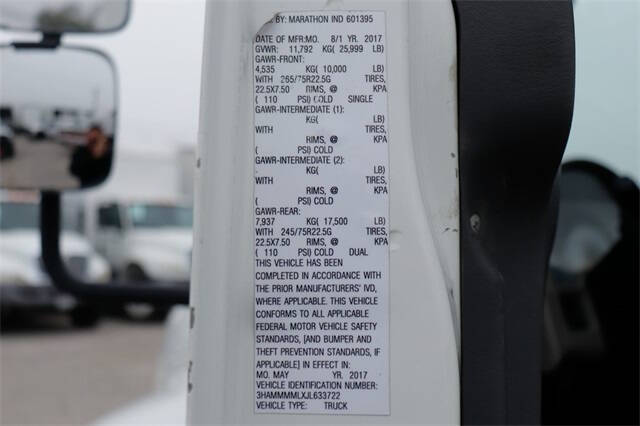 BY: MARATHON IND 601395
DATE OF MFR./MO. 8/1 YR. 2017
GVWR: 11,792 KG( 25,999 LB)
GAWR-FRONT:
4,535 KG( 10,000 LB)
WITH 265/75R22.5G TIRES,
22.5X7.50 RIMS, @ KPA
( 110 PSI) COLD SINGLE
GAWR-INTERMEDIATE (1):
KG( LB)
WITH TIRES,
RIMS, @ KPA
( PSI) COLD
GAWR-INTERMEDIATE (2):
KG( LB)
WITH TIRES,
RIMS, @ KPA
( PSI) COLD
GAWR-REAR:
7,937 KG( 17,500 LB)
WITH 245/75R22.5G TIRES,
22.5X7.50 RIMS, @ KPA
( 110 PSI) COLD DUAL
THIS VEHICLE HAS BEEN
COMPLETED IN ACCORDANCE WITH
THE PRIOR MANUFACTURERS' IVD,
WHERE APPLICABLE. THIS VEHICLE
CONFORMS TO ALL APPLICABLE
FEDERAL MOTOR VEHICLE SAFETY
STANDARDS, [AND BUMPER AND
THEFT PREVENTION STANDARDS, IF
APPLICABLE] IN EFFECT IN:
MO. MAY YR. 2017
VEHICLE IDENTIFICATION NUMBER:
3HAMMMMLXJL633722
VEHICLE TYPE: TRUCK